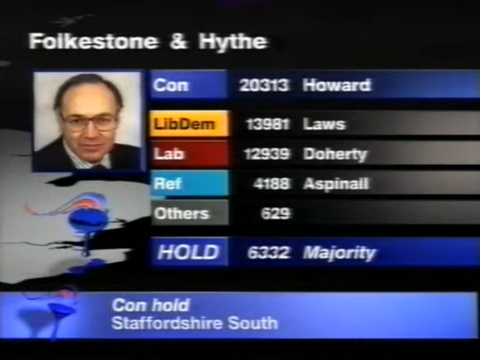 Folkestone & Hythe
Con 20313 Howard
LibDem 13981 Laws
Lab 12939 Doherty
Ref 4188 Aspinall
Others 629
HOLD 6332 Majority
Con hold
Staffordshire South